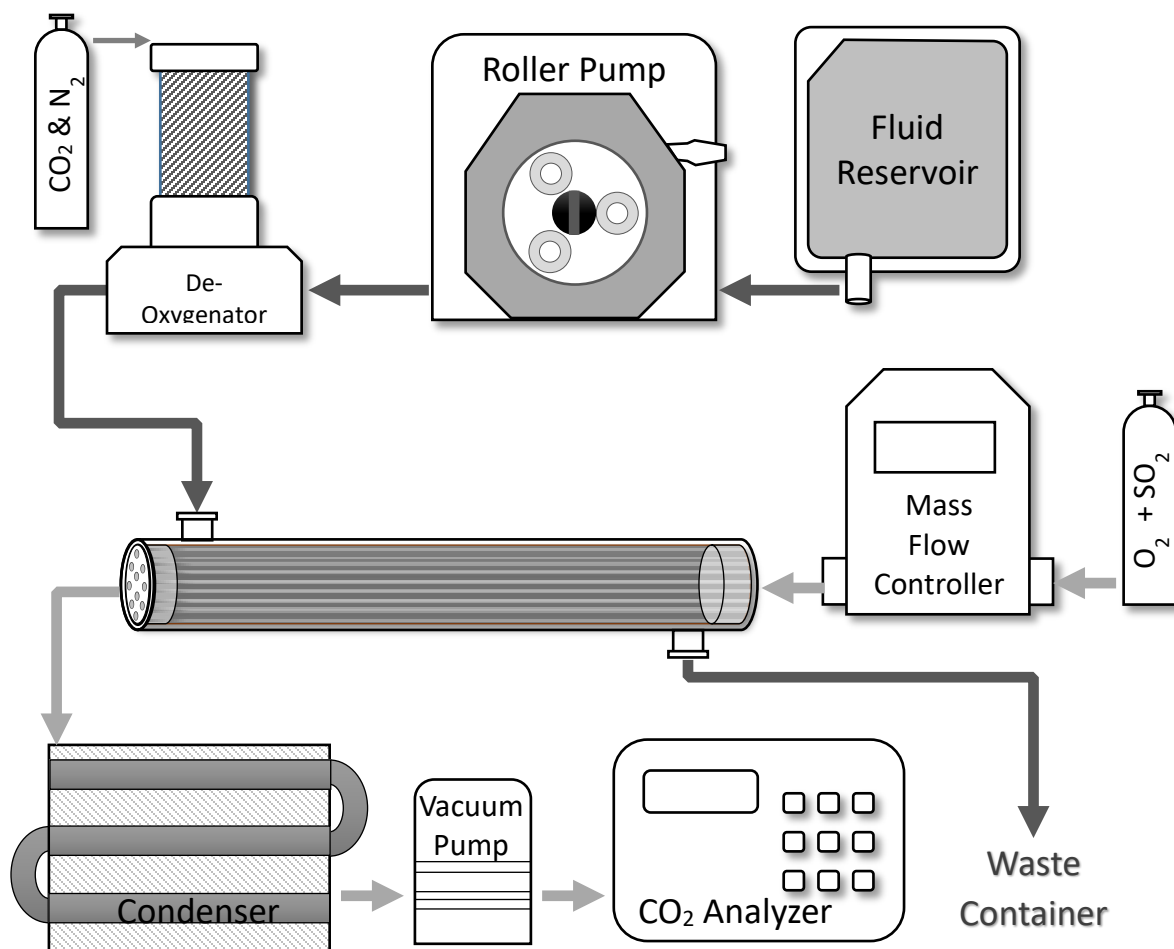 CO₂ & N₂
Roller Pump
Fluid
Reservoir
De-
Oxygenator
Mass
Flow
Controller
O₂ + SO₂
Condenser
Vacuum
Pump
CO₂ Analyzer
Waste
Container